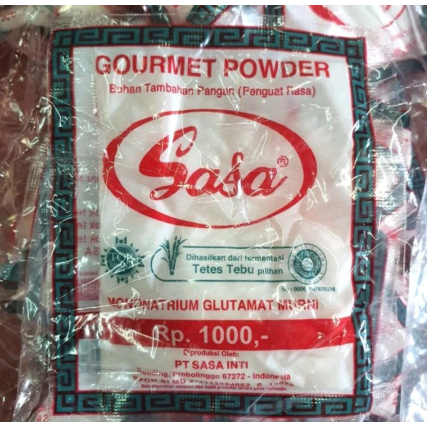 GOURMET POWDER
Bahan Tambahan Pangan (Penguat Rasa)
Sasa®
Dihasilkan dari fermentasi
Tetes Tebu pilihan
MONONATRIUM GLUTAMAT MURNI
Rp. 1000,-
Diproduksi Oleh:
PT SASA INTI
Probolinggo 67272 - Indonesia